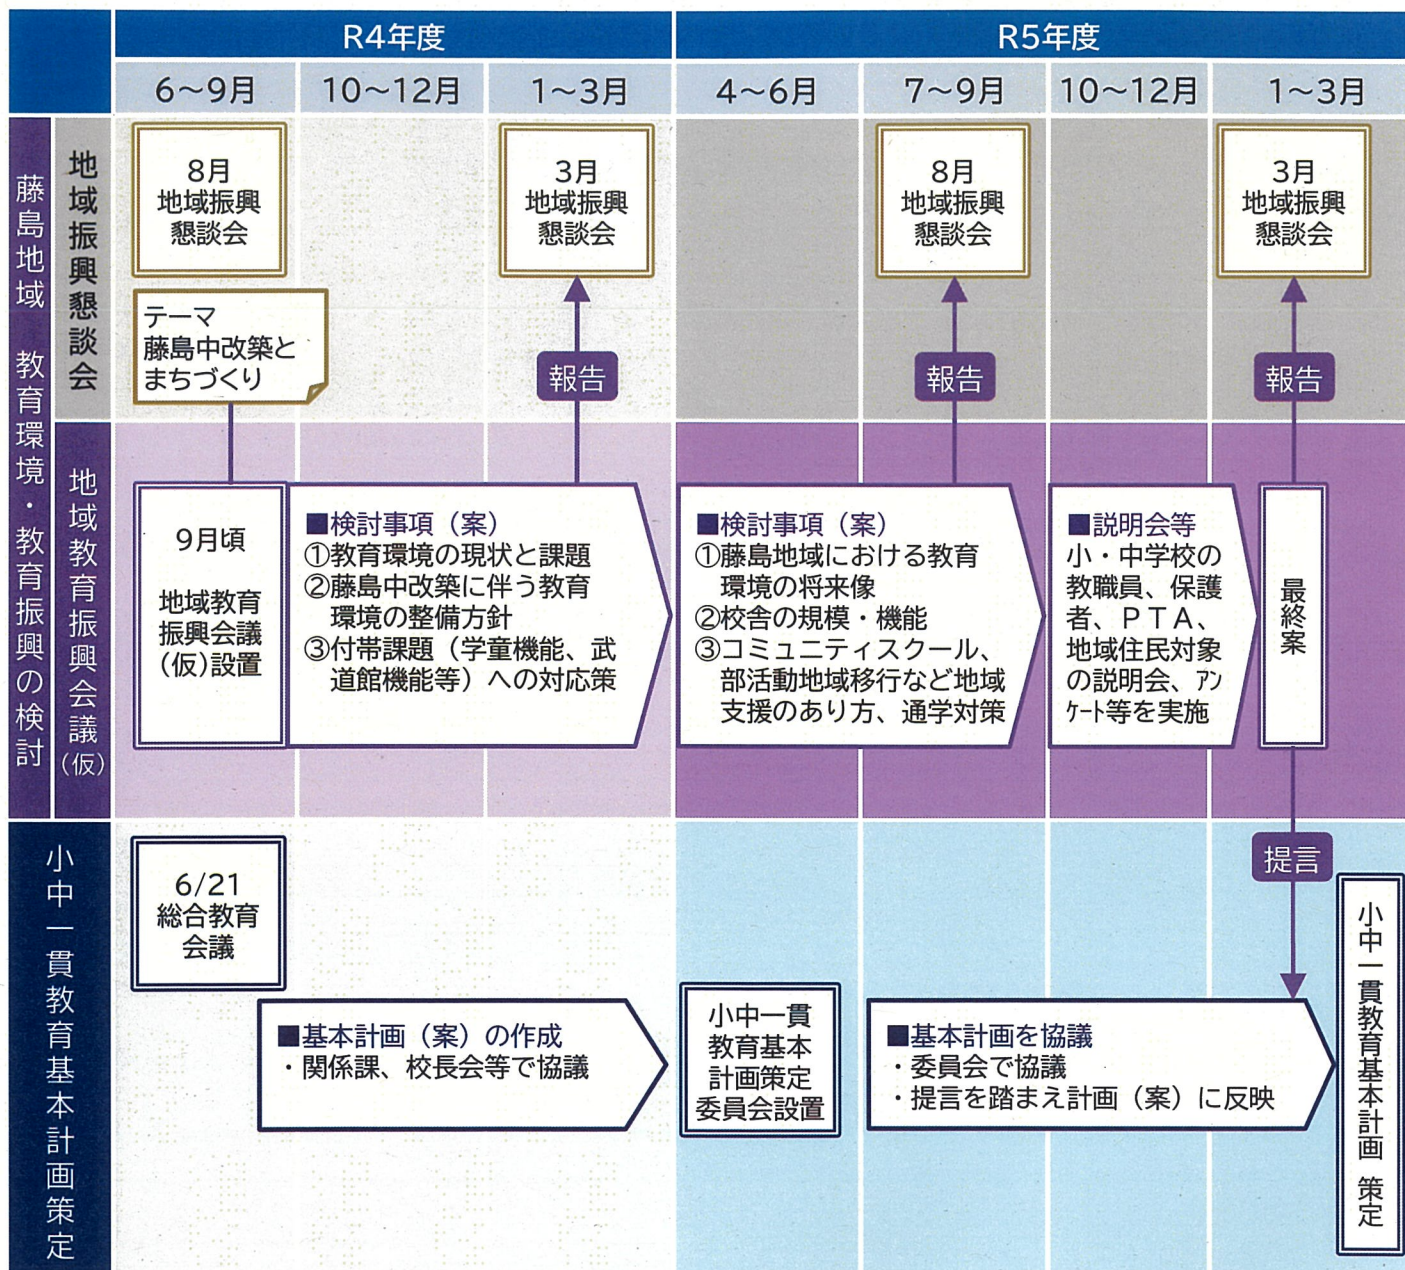 R4年度
R5年度
6～9月
10～12月
1～3月
4～6月
7～9月
10～12月
1～3月
藤島地域 教育環境・教育振興の検討
地域振興懇談会
8月
地域振興
懇談会
3月
地域振興
懇談会
8月
地域振興
懇談会
3月
地域振興
懇談会
テーマ
藤島中改築と
まちづくり
報告
報告
報告
地域教育振興会議(仮)
9月頃
地域教育
振興会議
(仮)設置
■検討事項（案）
①教育環境の現状と課題
②藤島中改築に伴う教育
環境の整備方針
③付帯課題（学童機能、武
道館機能等）への対応策
■検討事項（案）
①藤島地域における教育
環境の将来像
②校舎の規模・機能
③コミュニティスクール、
部活動地域移行など地域
支援のあり方、通学対策
■説明会等
小・中学校の
教職員、保護
者、ＰＴＡ、
地域住民対象
の説明会、ｱﾝ
ｹｰﾄ等を実施
最終案
提言
小中一貫教育基本計画策定
6/21
総合教育
会議
■基本計画（案）の作成
・関係課、校長会等で協議
小中一貫
教育基本
計画策定
委員会設置
■基本計画を協議
・委員会で協議
・提言を踏まえ計画（案）に反映
小中一貫教育基本計画 策定